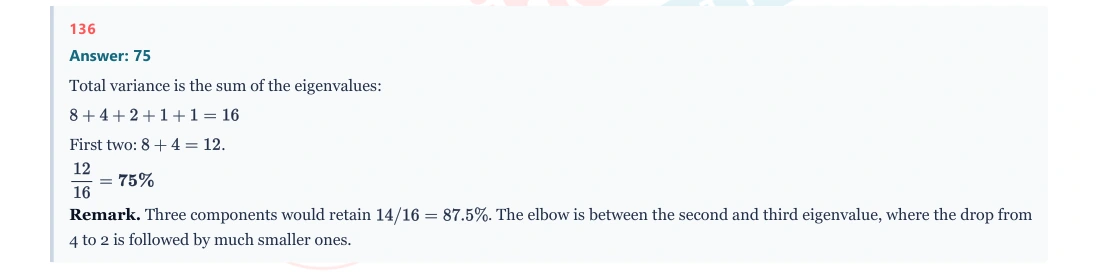 136
Answer: 75
Total variance is the sum of the eigenvalues:
8 + 4 + 2 + 1 + 1 = 16
First two: 8 + 4 = 12.
12/16 = 75%
Remark. Three components would retain 14/16 = 87.5%. The elbow is between the second and third eigenvalue, where the drop from
4 to 2 is followed by much smaller ones.